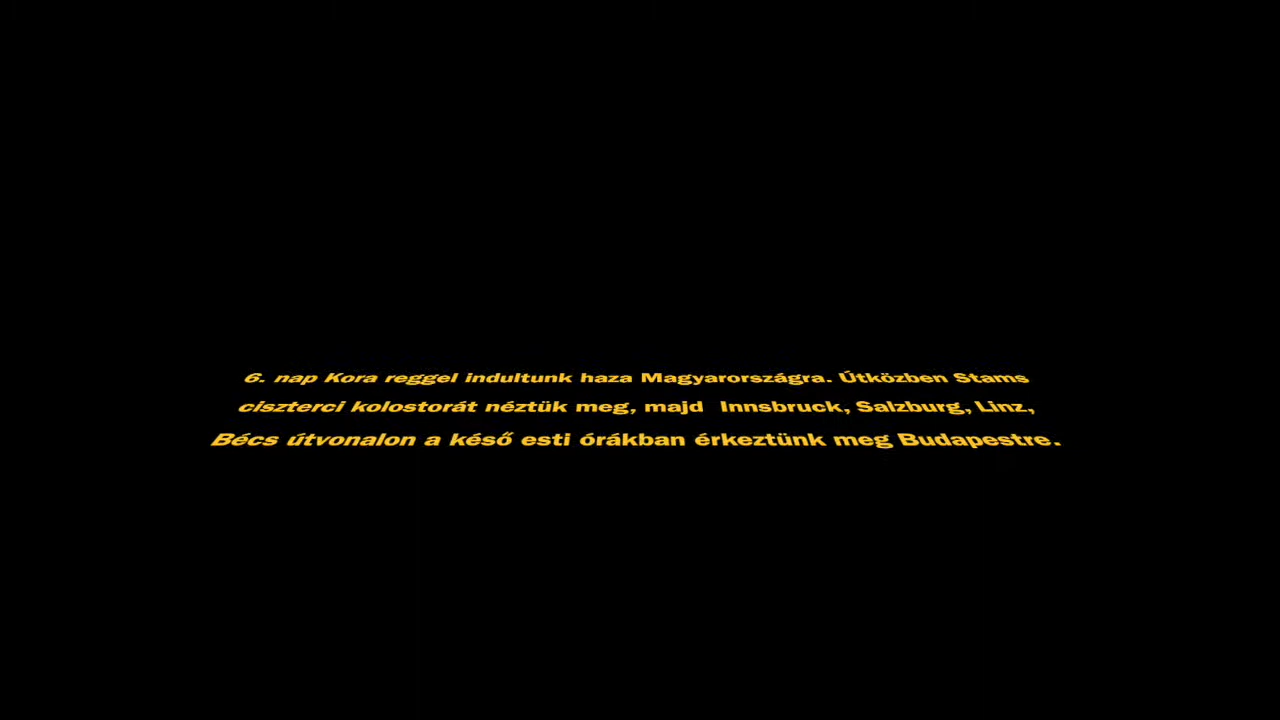 6. nap Kora reggel indultunk haza Magyarországra. Útközben Stams
ciszterci kolostorát néztük meg, majd  Innsbruck, Salzburg, Linz,
Bécs útvonalon a késő esti órákban érkeztünk meg Budapestre.